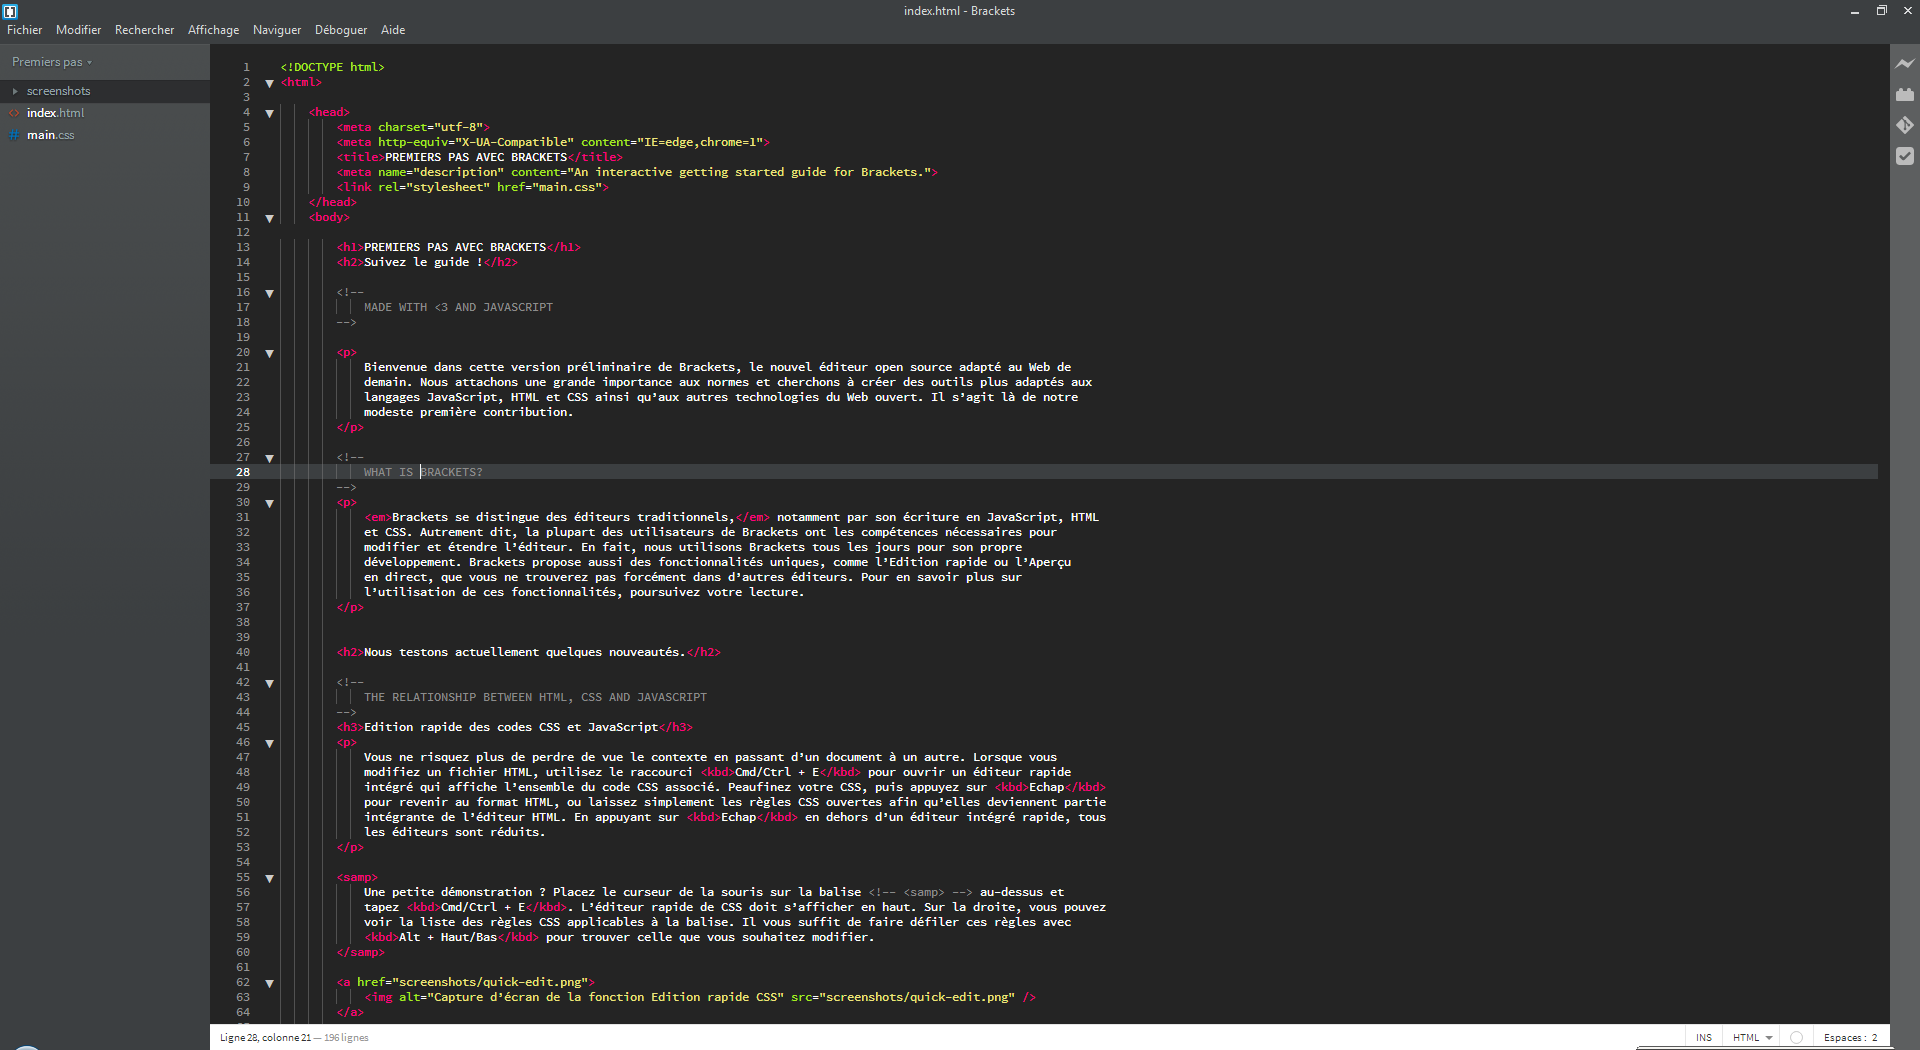 index.html - Brackets
Fichier Modifier Rechercher Affichage Naviguer Déboguer Aide
Premiers pas
screenshots
index.html
main.css
1 <!DOCTYPE html>
2 <html>
3
4 <head>
5 <meta charset="utf-8">
6 <meta http-equiv="X-UA-Compatible" content="IE=edge,chrome=1">
7 <title>PREMIERS PAS AVEC BRACKETS</title>
8 <meta name="description" content="An interactive getting started guide for Brackets.">
9 <link rel="stylesheet" href="main.css">
10 </head>
11 <body>
12
13 <h1>PREMIERS PAS AVEC BRACKETS</h1>
14 <h2>Suivez le guide !</h2>
15
16 <!--
17 MADE WITH <3 AND JAVASCRIPT
18 -->
19
20 <p>
21 Bienvenue dans cette version préliminaire de Brackets, le nouvel éditeur open source adapté au Web de
22 demain. Nous attachons une grande importance aux normes et cherchons à créer des outils plus adaptés aux
23 langages JavaScript, HTML et CSS ainsi qu'aux autres technologies du Web ouvert. Il s'agit là de notre
24 modeste première contribution.
25 </p>
26
27 <!--
28 WHAT IS BRACKETS?
29 -->
30 <p>
31 <em>Brackets se distingue des éditeurs traditionnels,</em> notamment par son écriture en JavaScript, HTML
32 et CSS. Autrement dit, la plupart des utilisateurs de Brackets ont les compétences nécessaires pour
33 modifier et étendre l'éditeur. En fait, nous utilisons Brackets tous les jours pour son propre
34 développement. Brackets propose aussi des fonctionnalités uniques, comme l'Edition rapide ou l'Aperçu
35 en direct, que vous ne trouverez pas forcément dans d'autres éditeurs. Pour en savoir plus sur
36 l'utilisation de ces fonctionnalités, poursuivez votre lecture.
37 </p>
38
39
40 <h2>Nous testons actuellement quelques nouveautés.</h2>
41
42 <!--
43 THE RELATIONSHIP BETWEEN HTML, CSS AND JAVASCRIPT
44 -->
45 <h3>Edition rapide des codes CSS et JavaScript</h3>
46 <p>
47 Vous ne risquez plus de perdre de vue le contexte en passant d'un document à un autre. Lorsque vous
48 modifiez un fichier HTML, utilisez le raccourci <kbd>Cmd/Ctrl + E</kbd> pour ouvrir un éditeur rapide
49 intégré qui affiche l'ensemble du code CSS associé. Peaufinez votre CSS, puis appuyez sur <kbd>Echap</kbd>
50 pour revenir au format HTML, ou laissez simplement les règles CSS ouvertes afin qu'elles deviennent partie
51 intégrante de l'éditeur HTML. En appuyant sur <kbd>Echap</kbd> en dehors d'un éditeur intégré rapide, tous
52 les éditeurs sont réduits.
53 </p>
54
55 <samp>
56 Une petite démonstration ? Placez le curseur de la souris sur la balise <!-- <samp> --> au-dessus et
57 tapez <kbd>Cmd/Ctrl + E</kbd>. L'éditeur rapide de CSS doit s'afficher en haut. Sur la droite, vous pouvez
58 voir la liste des règles CSS applicables à la balise. Il vous suffit de faire défiler ces règles avec
59 <kbd>Alt + Haut/Bas</kbd> pour trouver celle que vous souhaitez modifier.
60 </samp>
61
62 <a href="screenshots/quick-edit.png">
63 <img alt="Capture d'écran de la fonction Edition rapide CSS" src="screenshots/quick-edit.png" />
64 </a>
Ligne 28, colonne 21 — 196 lignes INS HTML Espaces : 2